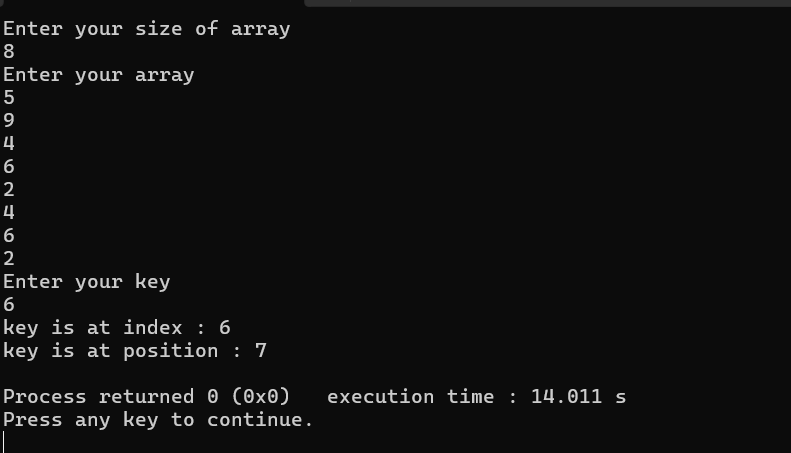 Enter your size of array
8
Enter your array
5
9
4
6
2
4
6
2
Enter your key
6
key is at index : 6
key is at position : 7
Process returned 0 (0x0)   execution time : 14.011 s
Press any key to continue.